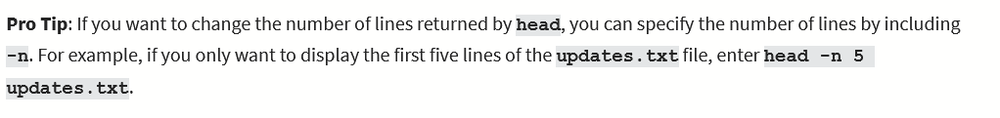 Pro Tip: If you want to change the number of lines returned by head, you can specify the number of lines by including
-n. For example, if you only want to display the first five lines of the updates.txt file, enter head -n 5
updates.txt.